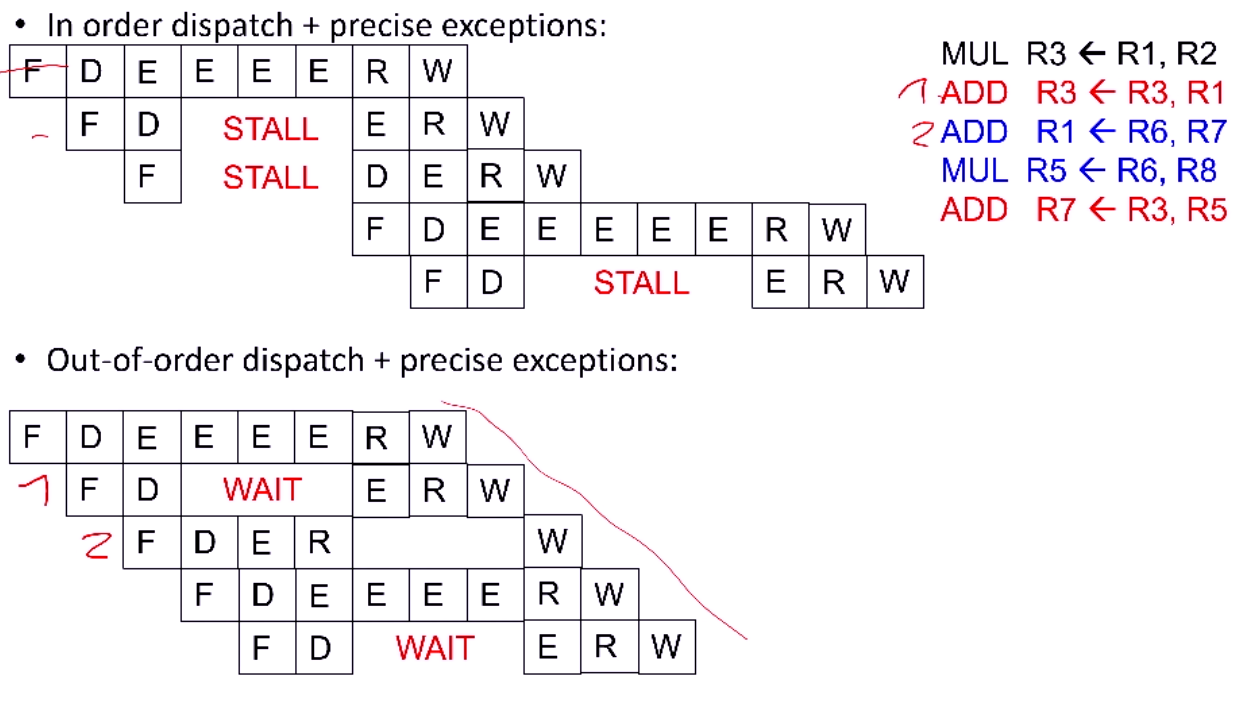 • In order dispatch + precise exceptions:
F D E E E E R W
F D STALL E R W
F STALL D E R W
F D E E E E E R W
F D STALL E R W
MUL R3 ← R1, R2
1 ADD R3 ← R3, R1
2 ADD R1 ← R6, R7
MUL R5 ← R6, R8
ADD R7 ← R3, R5
• Out-of-order dispatch + precise exceptions:
F D E E E E R W
1 F D WAIT E R W
2 F D E R W
F D E E E E R W
F D WAIT E R W